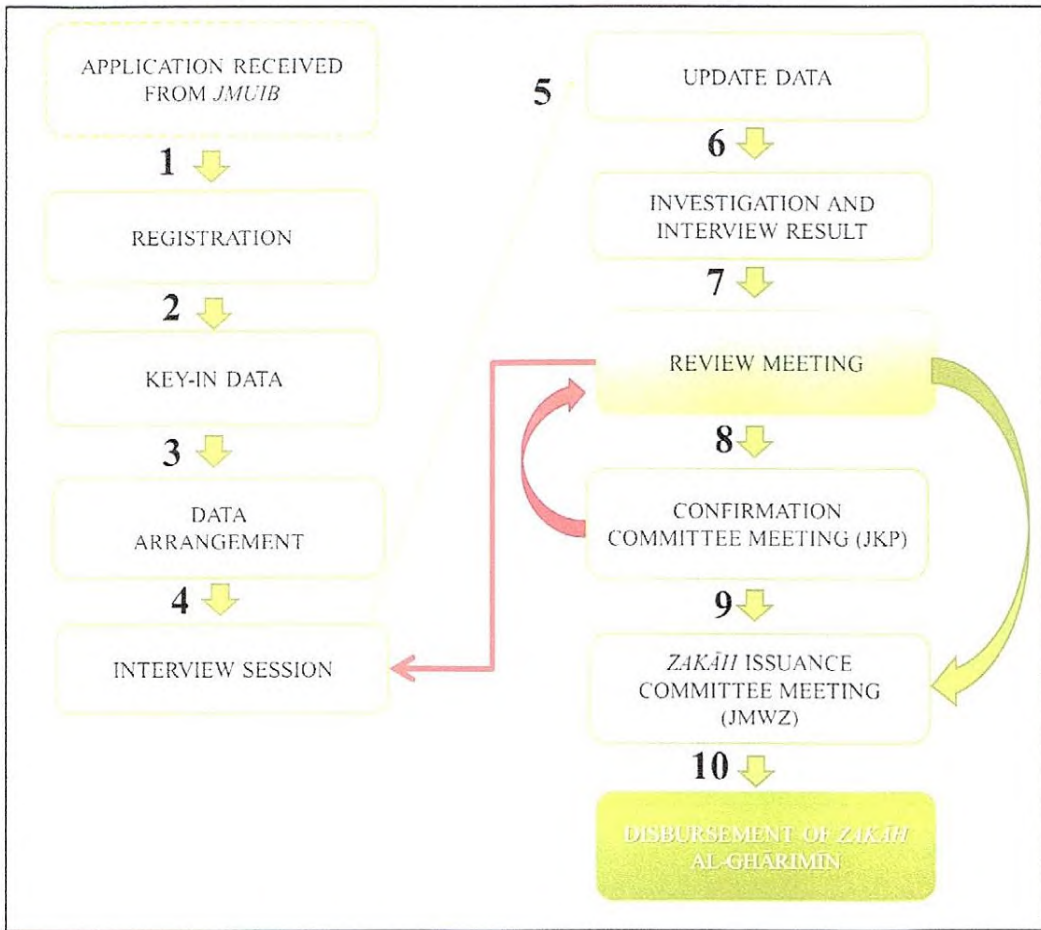 APPLICATION RECEIVED
FROM JMUIB
1
REGISTRATION
2
KEY-IN DATA
3
DATA
ARRANGEMENT
4
INTERVIEW SESSION
5
UPDATE DATA
6
INVESTIGATION AND
INTERVIEW RESULT
7
REVIEW MEETING
8
CONFIRMATION
COMMITTEE MEETING (JKP)
9
ZAKĀH ISSUANCE
COMMITTEE MEETING
(JMWZ)
10
DISBURSEMENT OF ZAKĀH
AL-GHĀRIMĪN